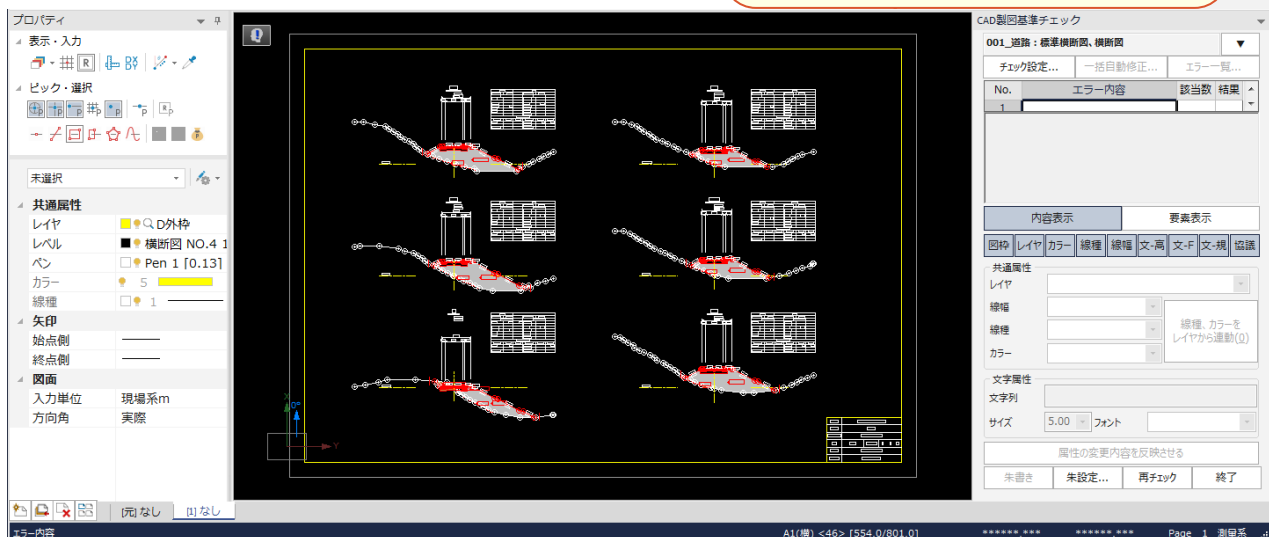 プロパティ
表示・入力
ピック・選択
未選択
共通属性
レイヤ D外枠
レベル 横断図 NO.4 1
ペン Pen 1 [0.13]
カラー 5
線種 1
矢印
始点側
終点側
図面
入力単位 現場系m
方向角 実際
[元] なし [1] なし
エラー内容
X
0°
Y
CAD製図基準チェック
001_道路：標準横断図、横断図
チェック設定... 一括自動修正... エラー一覧...
No. エラー内容 該当数 結果
1
内容表示 要素表示
図枠 レイヤ カラー 線種 線幅 文-高 文-F 文-規 協議
共通属性
レイヤ
線幅
線種
カラー
線種、カラーを
レイヤから連動(O)
文字属性
文字列
サイズ 5.00 フォント
属性の変更内容を反映させる
朱書き 朱設定... 再チェック 終了
A1(横) <46> [554.0/801.0] ******.*** ******.*** Page 1 測量系